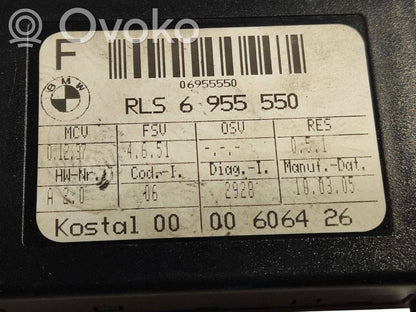 Ovoko
F
06955550
BMW
RLS 6 955 550
MCV FSV OSV RES
0.12.37 4.6.51 -.-.- 0.5.1
HW-Nr. Cod.-I. Diag.-I. Manuf.-Dat.
A 2.0 06 2928 18.03.05
Kostal 00 00 6064 26